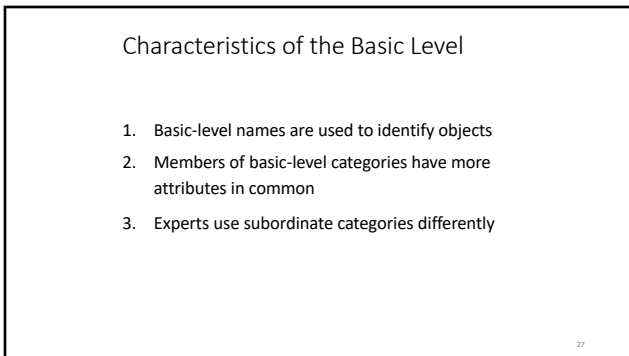 Characteristics of the Basic Level
1. Basic-level names are used to identify objects
2. Members of basic-level categories have more
attributes in common
3. Experts use subordinate categories differently
27